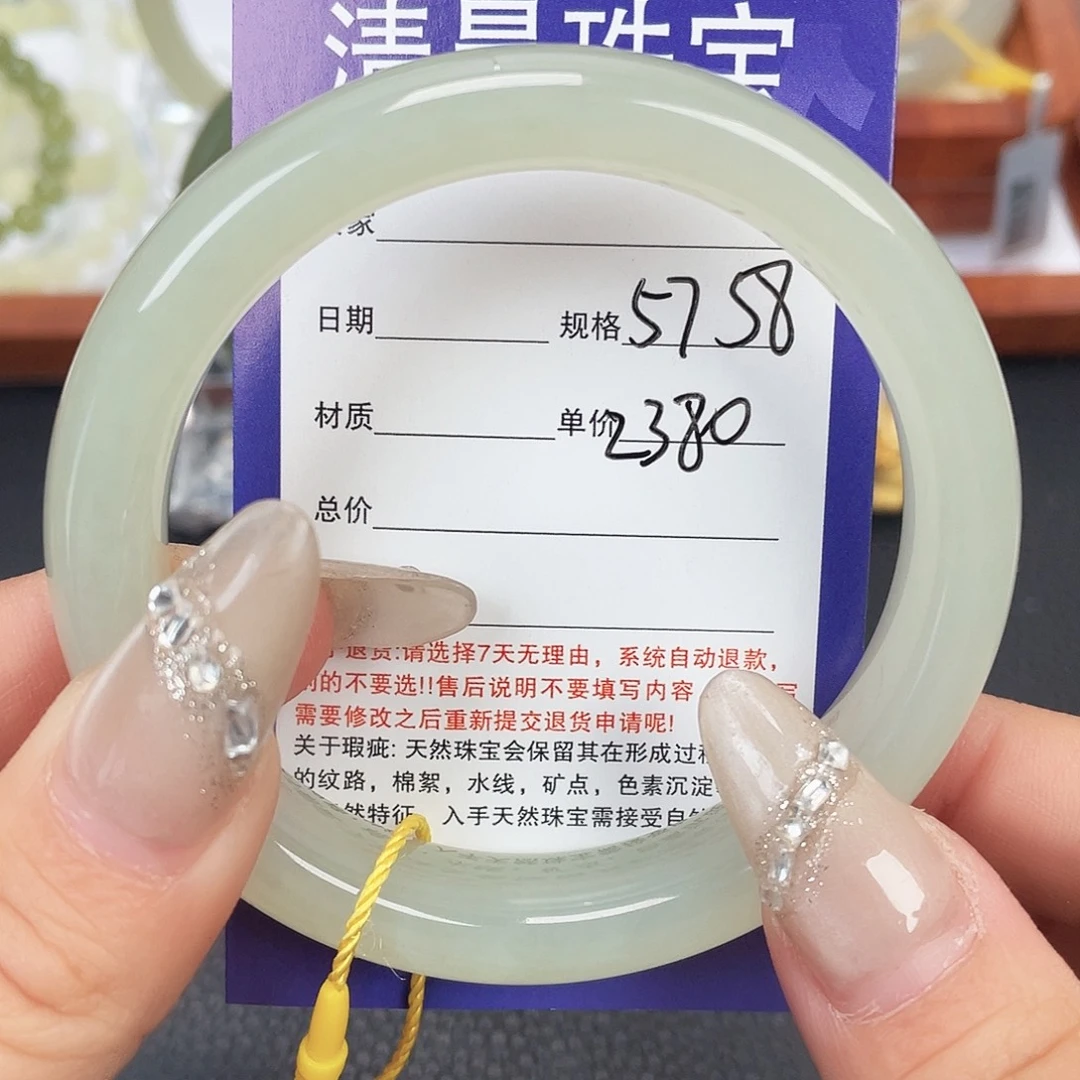 清 珠宝
家
日期 规格 5758
材质 单价 2380
总价
退货:请选择7天无理由，系统自动退款，
的不要选!!售后说明不要填写内容
需要修改之后重新提交退货申请呢!
关于瑕疵: 天然珠宝会保留其在形成过
的纹路，棉絮，水线，矿点，色素沉淀
然特征 入手天然珠宝需接受自